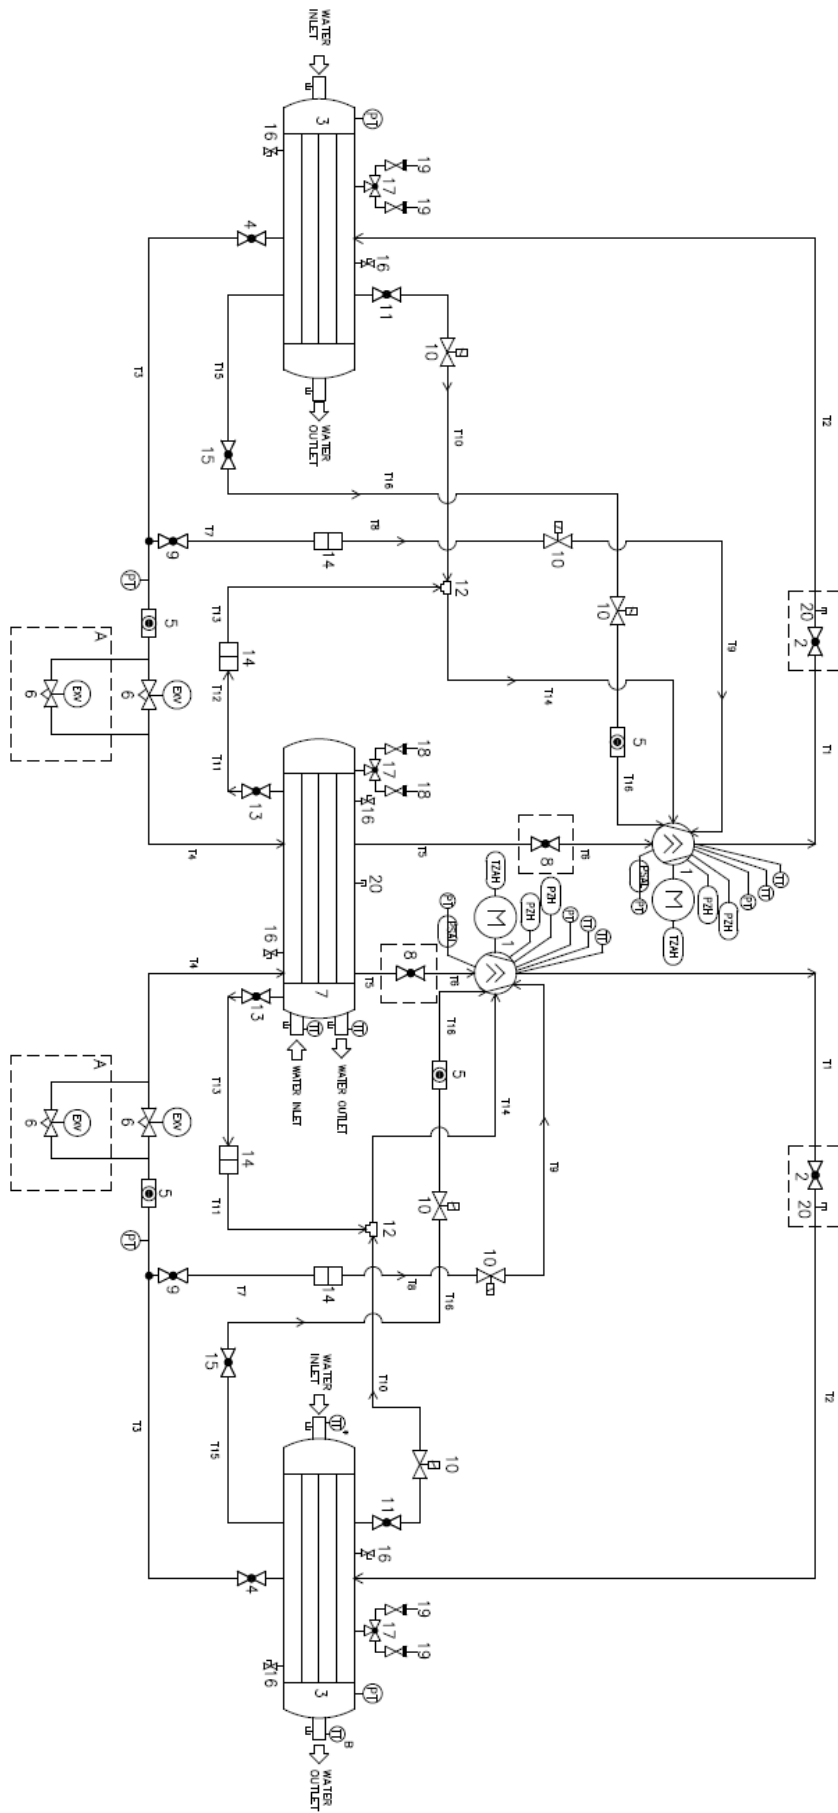 WATER
INLET
3
PT
16
19
17
19
4
16
11
10
T2
T3
T15
WATER
OUTLET
15
T10
T16
T7
T8
9
14
10
12
10
20
2
PT
5
T13
14
T12
T9
T14
A
EXV
6
EXV
6
T11
13
18
17
18
16
5
T16
T1
T4
T5
8
T6
1
PSAL
PT
M
TZAH
PZH
PZH
PT
TT
TT
20
TZAH
M
1
PT
PSAL
PZH
PZH
PT
TT
TT
16
7
T4
T5
8
T6
13
TT
TT
WATER INLET
WATER OUTLET
T16
5
T14
T9
T1
A
EXV
6
EXV
6
T13
14
T11
5
PT
12
10
10
2
20
9
T7
14
T8
T16
15
WATER
INLET
TT
T10
T3
T15
10
11
T2
4
16
19
17
19
16
3
PT
TT
B
WATER
OUTLET